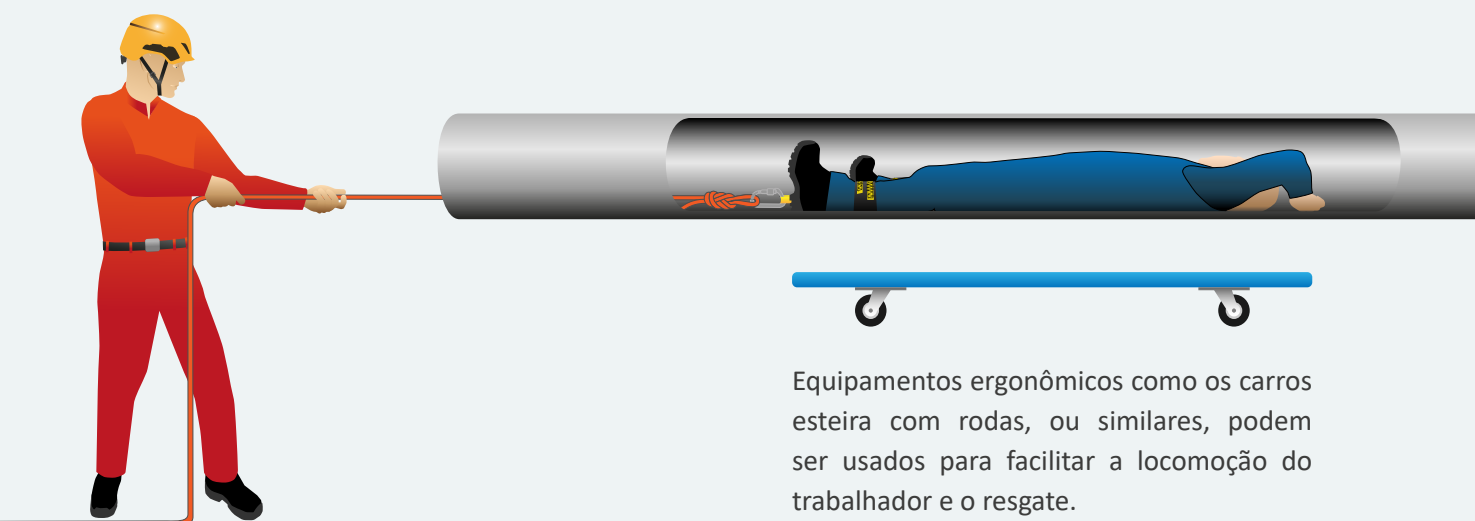 Equipamentos ergonômicos como os carros
esteira com rodas, ou similares, podem
ser usados para facilitar a locomoção do
trabalhador e o resgate.